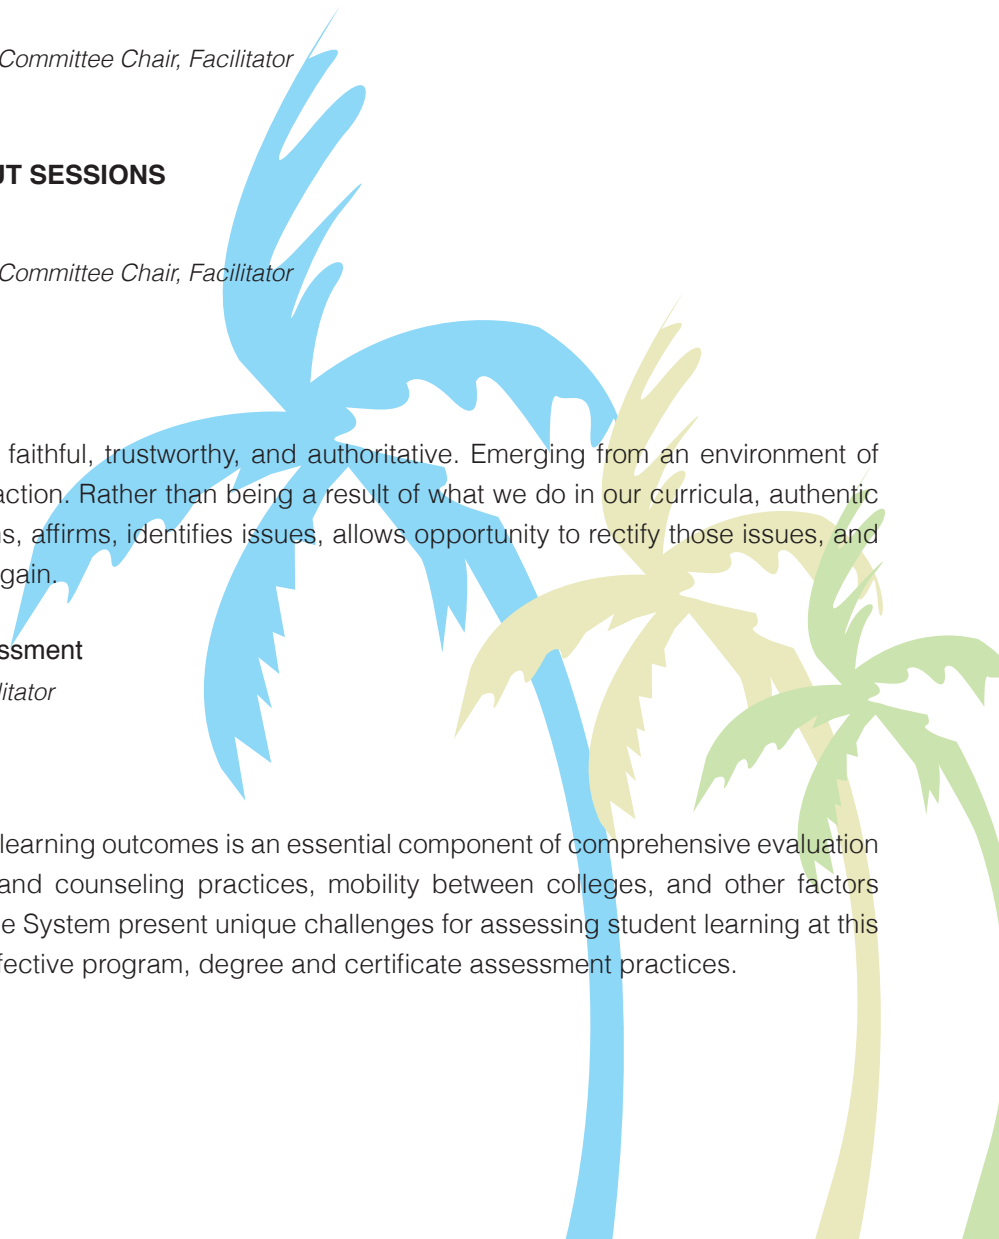 Committee Chair, Facilitator
UT SESSIONS
Committee Chair, Facilitator
faithful, trustworthy, and authoritative. Emerging from an environment of
action. Rather than being a result of what we do in our curricula, authentic
ns, affirms, identifies issues, allows opportunity to rectify those issues, and
gain.
ssment
litator
learning outcomes is an essential component of comprehensive evaluation
and counseling practices, mobility between colleges, and other factors
e System present unique challenges for assessing student learning at this
ffective program, degree and certificate assessment practices.